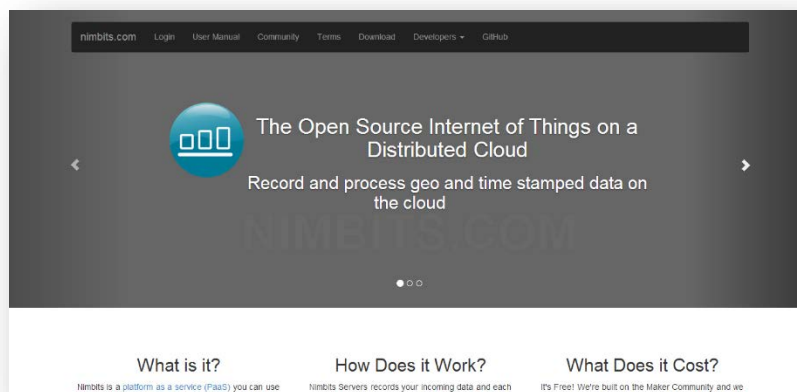 nimbits.com Login User Manual Community Terms Download Developers GitHub
The Open Source Internet of Things on a
Distributed Cloud
Record and process geo and time stamped data on
the cloud
NIMBITS.COM
What is it?
Nimbits is a platform as a service (PaaS) you can use
How Does it Work?
Nimbits Servers records your incoming data and each
What Does it Cost?
It's Free! We're built on the Maker Community and we